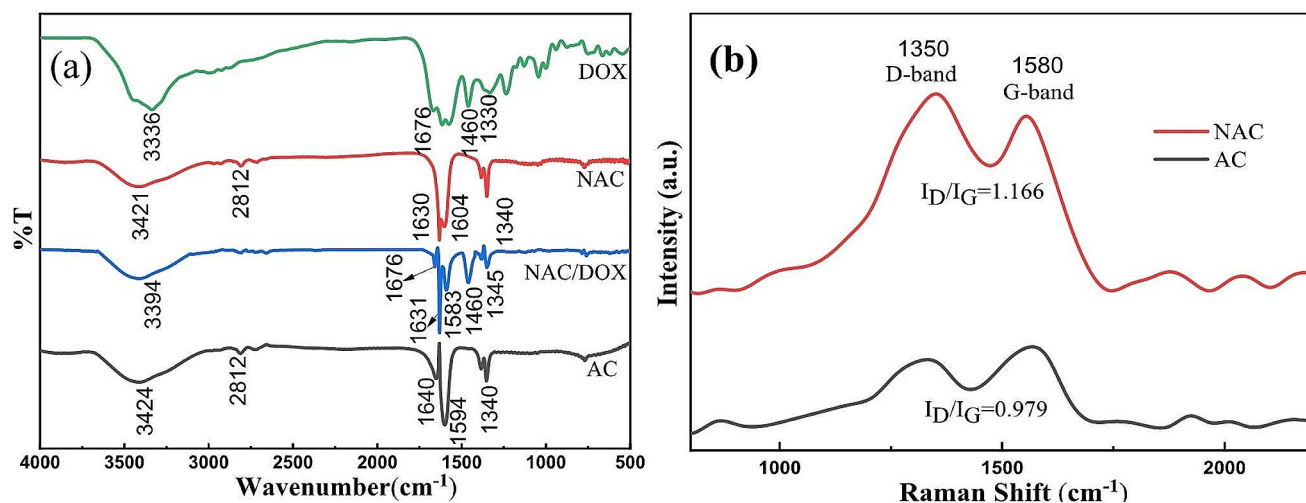 (a)
DOX
3336
1676
1460
1330
NAC
3421
2812
1630
1604
1340
NAC/DOX
3394
1676
1631
1583
1460
1345
AC
3424
2812
1640
1594
1340
%T
4000 3500 3000 2500 2000 1500 1000 500
Wavenumber(cm⁻¹)
(b)
1350
D-band
1580
G-band
NAC
AC
I_D/I_G=1.166
I_D/I_G=0.979
Intensity (a.u.)
1000 1500 2000
Raman Shift (cm⁻¹)